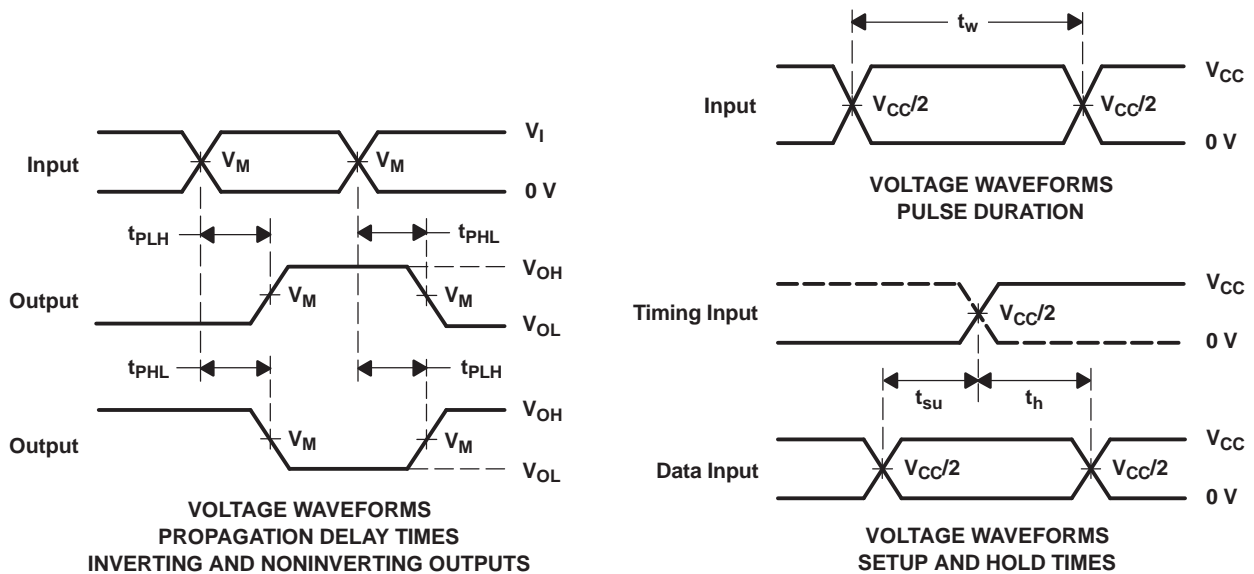 Input
V_M
V_M
V_I
0 V
t_PLH
t_PHL
Output
V_M
V_M
V_OH
V_OL
t_PHL
t_PLH
Output
V_M
V_M
V_OH
V_OL
VOLTAGE WAVEFORMS
PROPAGATION DELAY TIMES
INVERTING AND NONINVERTING OUTPUTS
t_w
Input
V_CC/2
V_CC/2
V_CC
0 V
VOLTAGE WAVEFORMS
PULSE DURATION
Timing Input
V_CC/2
V_CC
0 V
t_su
t_h
Data Input
V_CC/2
V_CC/2
V_CC
0 V
VOLTAGE WAVEFORMS
SETUP AND HOLD TIMES